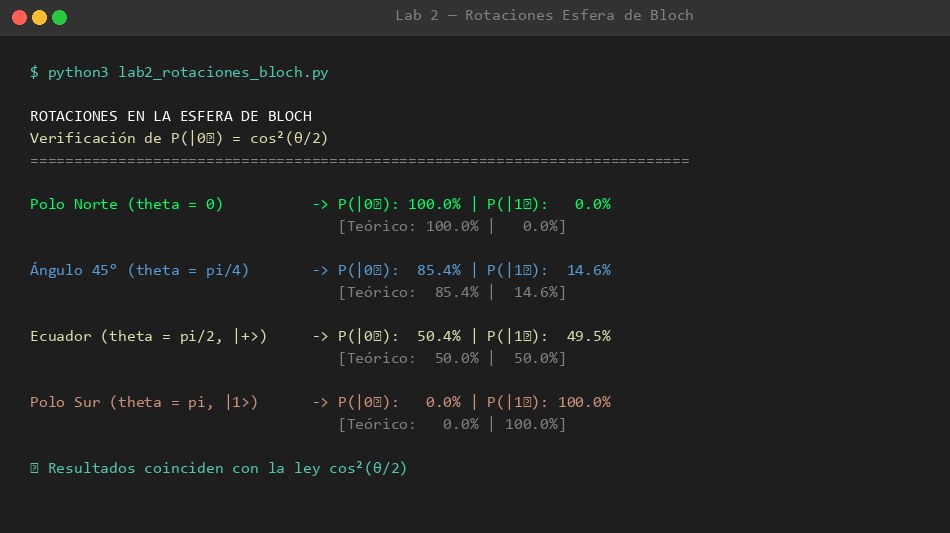 Lab 2 — Rotaciones Esfera de Bloch
$ python3 lab2_rotaciones_bloch.py
ROTACIONES EN LA ESFERA DE BLOCH
Verificación de P(|0▯) = cos²(θ/2)
=========================================================================
Polo Norte (theta = 0) -> P(|0▯): 100.0% | P(|1▯): 0.0%
[Teórico: 100.0% | 0.0%]
Ángulo 45° (theta = pi/4) -> P(|0▯): 85.4% | P(|1▯): 14.6%
[Teórico: 85.4% | 14.6%]
Ecuador (theta = pi/2, |+>) -> P(|0▯): 50.4% | P(|1▯): 49.5%
[Teórico: 50.0% | 50.0%]
Polo Sur (theta = pi, |1>) -> P(|0▯): 0.0% | P(|1▯): 100.0%
[Teórico: 0.0% | 100.0%]
▯ Resultados coinciden con la ley cos²(θ/2)